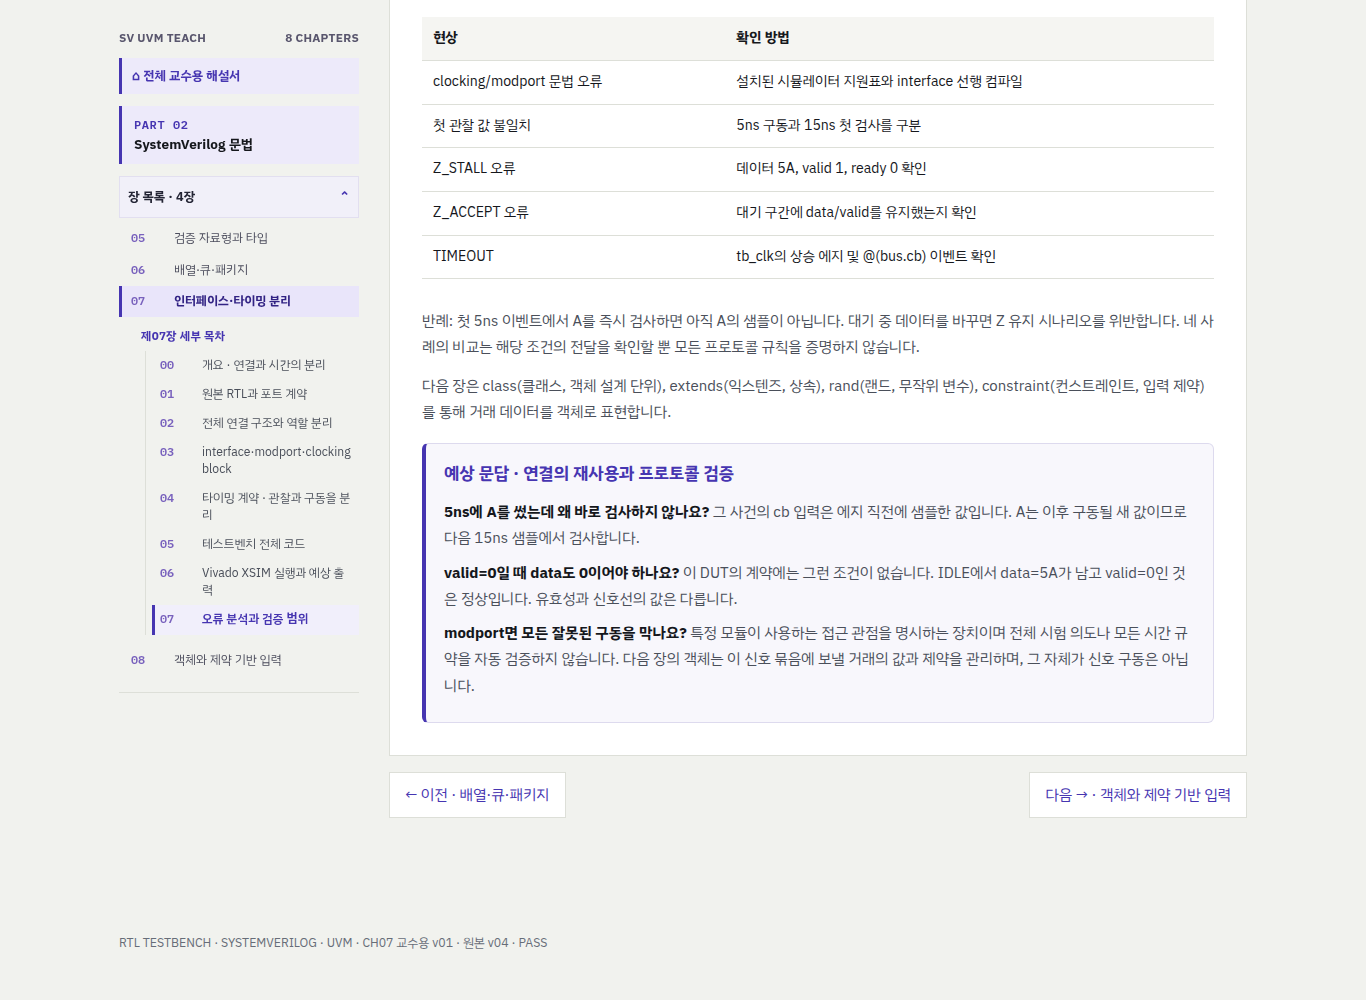 SV UVM TEACH
8 CHAPTERS
⌂ 전체 교수용 해설서
PART 02
SystemVerilog 문법
장 목록 · 4장
05 검증 자료형과 타입
06 배열·큐·패키지
07 인터페이스·타이밍 분리
제07장 세부 목차
00 개요 · 연결과 시간의 분리
01 원본 RTL과 포트 계약
02 전체 연결 구조와 역할 분리
03 interface·modport·clocking
block
04 타이밍 계약 · 관찰과 구동을 분
리
05 테스트벤치 전체 코드
06 Vivado XSIM 실행과 예상 출
력
07 오류 분석과 검증 범위
08 객체와 제약 기반 입력
현상 확인 방법
clocking/modport 문법 오류 설치된 시뮬레이터 지원표와 interface 선행 컴파일
첫 관찰 값 불일치 5ns 구동과 15ns 첫 검사를 구분
Z_STALL 오류 데이터 5A, valid 1, ready 0 확인
Z_ACCEPT 오류 대기 구간에 data/valid를 유지했는지 확인
TIMEOUT tb_clk의 상승 에지 및 @(bus.cb) 이벤트 확인
반례: 첫 5ns 이벤트에서 A를 즉시 검사하면 아직 A의 샘플이 아닙니다. 대기 중 데이터를 바꾸면 Z 유지 시나리오를 위반합니다. 네 사
례의 비교는 해당 조건의 전달을 확인할 뿐 모든 프로토콜 규칙을 증명하지 않습니다.
다음 장은 class(클래스, 객체 설계 단위), extends(익스텐즈, 상속), rand(랜드, 무작위 변수), constraint(컨스트레인트, 입력 제약)
를 통해 거래 데이터를 객체로 표현합니다.
예상 문답 · 연결의 재사용과 프로토콜 검증
5ns에 A를 썼는데 왜 바로 검사하지 않나요? 그 사건의 cb 입력은 에지 직전에 샘플한 값입니다. A는 이후 구동될 새 값이므로
다음 15ns 샘플에서 검사합니다.
valid=0일 때 data도 0이어야 하나요? 이 DUT의 계약에는 그런 조건이 없습니다. IDLE에서 data=5A가 남고 valid=0인 것
은 정상입니다. 유효성과 신호선의 값은 다릅니다.
modport면 모든 잘못된 구동을 막나요? 특정 모듈이 사용하는 접근 관점을 명시하는 장치이며 전체 시험 의도나 모든 시간 규
약을 자동 검증하지 않습니다. 다음 장의 객체는 이 신호 묶음에 보낼 거래의 값과 제약을 관리하며, 그 자체가 신호 구동은 아닙
니다.
← 이전 · 배열·큐·패키지
다음 → · 객체와 제약 기반 입력
RTL TESTBENCH · SYSTEMVERILOG · UVM · CH07 교수용 v01 · 원본 v04 · PASS